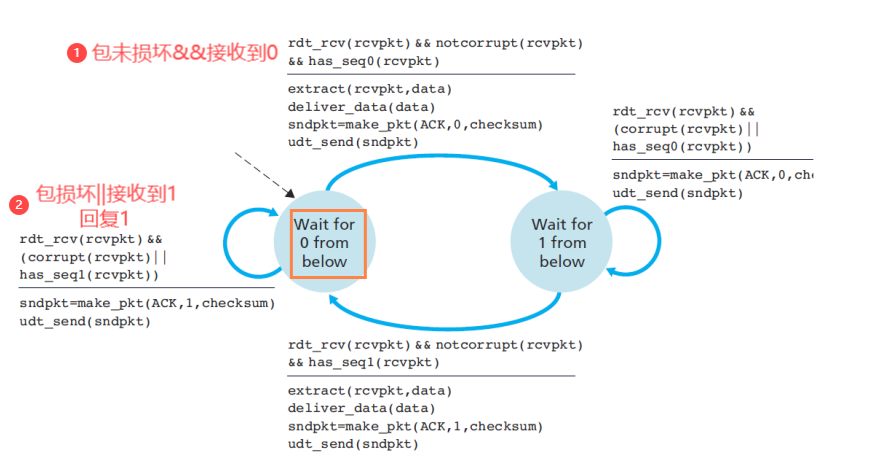 1 包未损坏&&接收到0
rdt_rcv(rcvpkt) && notcorrupt(rcvpkt)
&& has_seq0(rcvpkt)
extract(rcvpkt,data)
deliver_data(data)
sndpkt=make_pkt(ACK,0,checksum)
udt_send(sndpkt)
rdt_rcv(rcvpkt) &&
(corrupt(rcvpkt)||
has_seq0(rcvpkt))
sndpkt=make_pkt(ACK,0,che
udt_send(sndpkt)
2 包损坏||接收到1
回复1
rdt_rcv(rcvpkt) &&
(corrupt(rcvpkt)||
has_seq1(rcvpkt))
sndpkt=make_pkt(ACK,1,checksum)
udt_send(sndpkt)
Wait for
0 from
below
Wait for
1 from
below
rdt_rcv(rcvpkt) && notcorrupt(rcvpkt)
&& has_seq1(rcvpkt)
extract(rcvpkt,data)
deliver_data(data)
sndpkt=make_pkt(ACK,1,checksum)
udt_send(sndpkt)